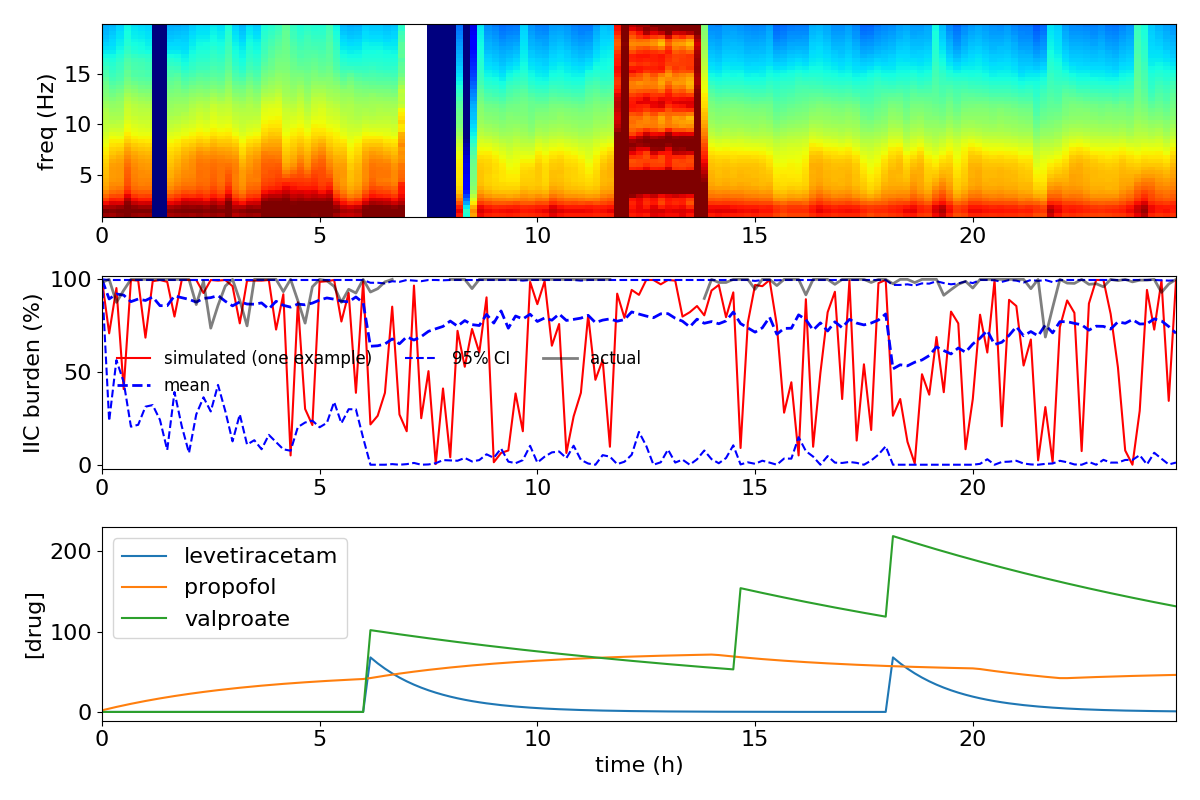 freq (Hz)
15
10
5
0 5 10 15 20
IIC burden (%)
100
50
0
simulated (one example) 95% CI actual
mean
0 5 10 15 20
[drug]
200
100
0
levetiracetam
propofol
valproate
0 5 10 15 20
time (h)